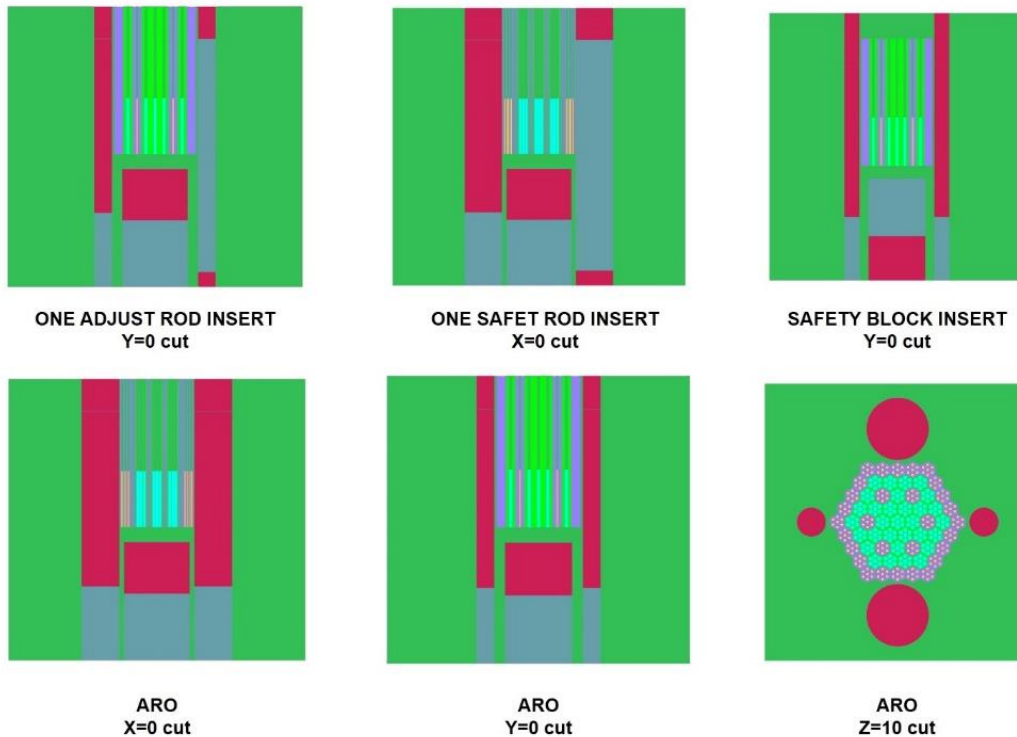 ONE ADJUST ROD INSERT
Y=0 cut
ONE SAFET ROD INSERT
X=0 cut
SAFETY BLOCK INSERT
Y=0 cut
ARO
X=0 cut
ARO
Y=0 cut
ARO
Z=10 cut